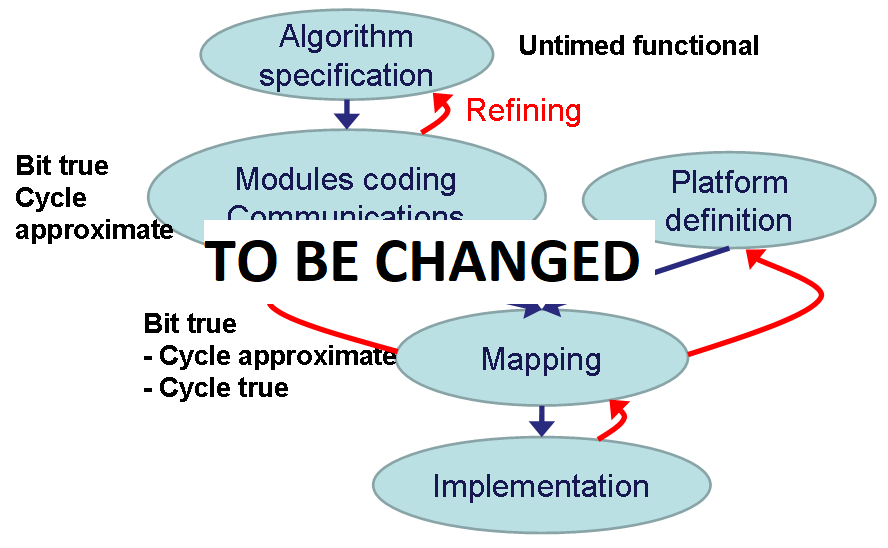 Algorithm
specification
Untimed functional
Refining
Bit true
Cycle
approximate
Modules coding
Communications
Platform
definition
TO BE CHANGED
Bit true
- Cycle approximate
- Cycle true
Mapping
Implementation